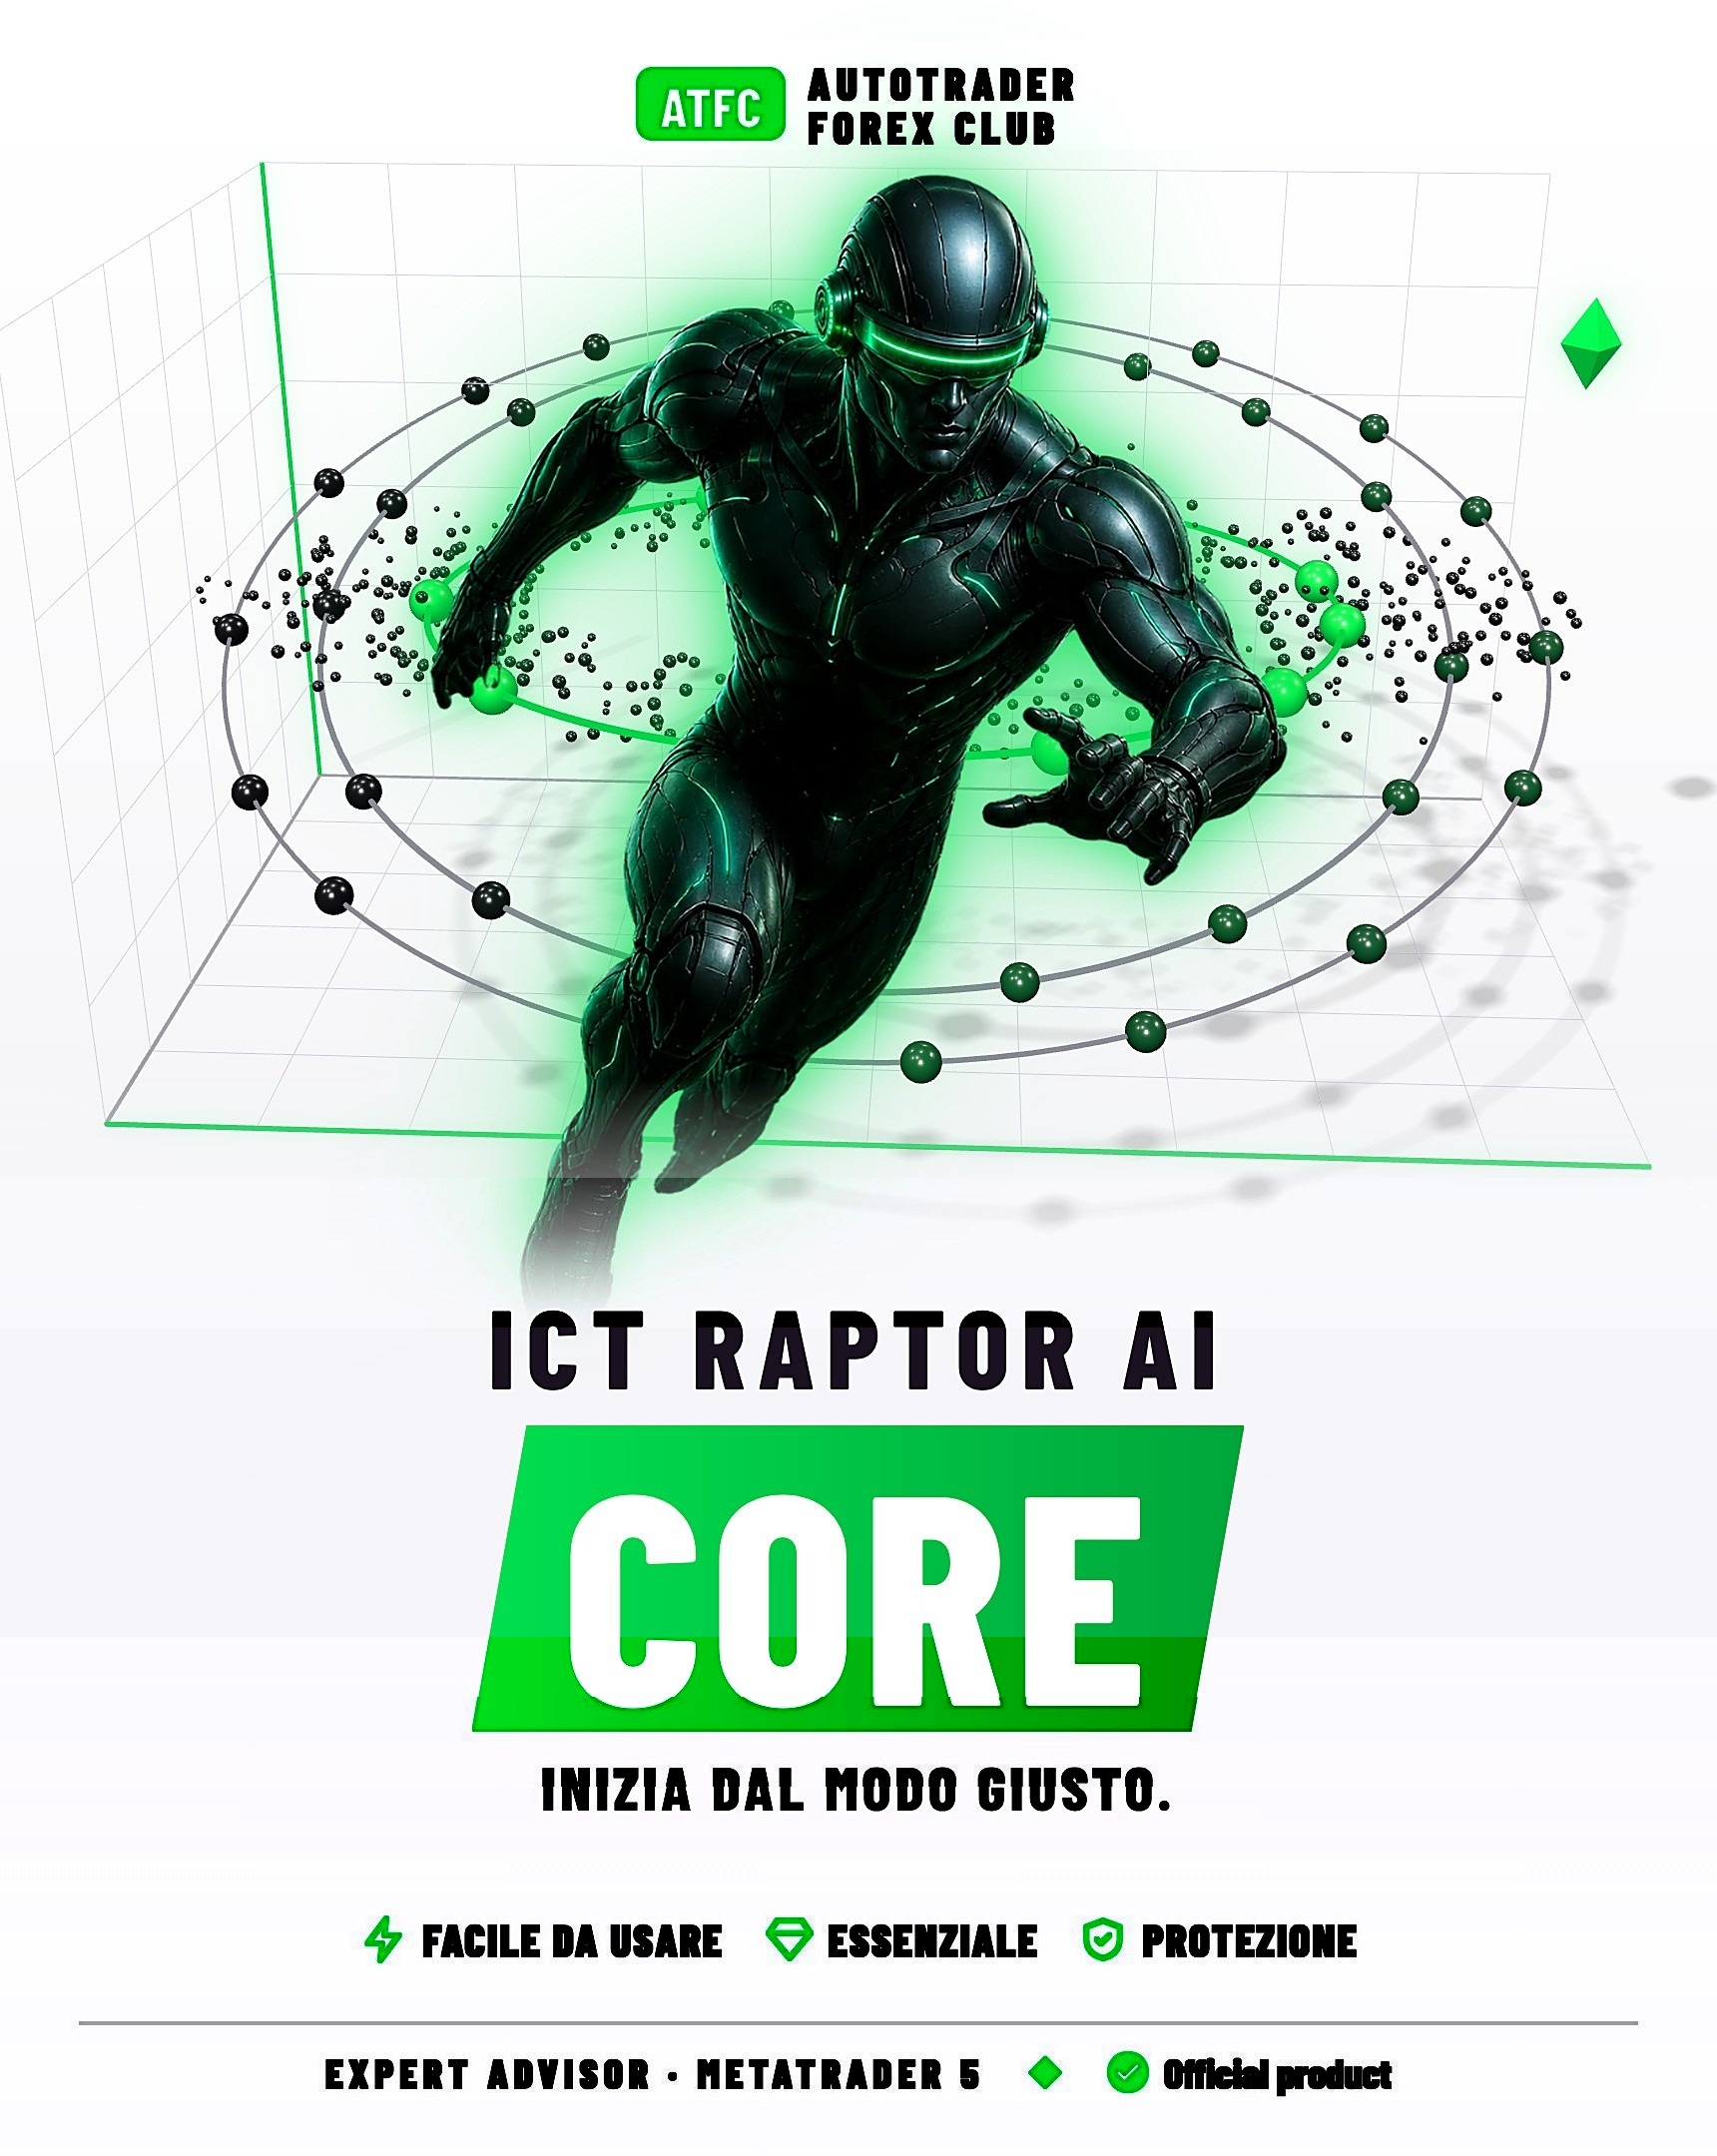 ATFC
AUTOTRADER
FOREX CLUB
ICT RAPTOR AI
CORE
INIZIA DAL MODO GIUSTO.
FACILE DA USARE
ESSENZIALE
PROTEZIONE
EXPERT ADVISOR · METATRADER 5
Official product